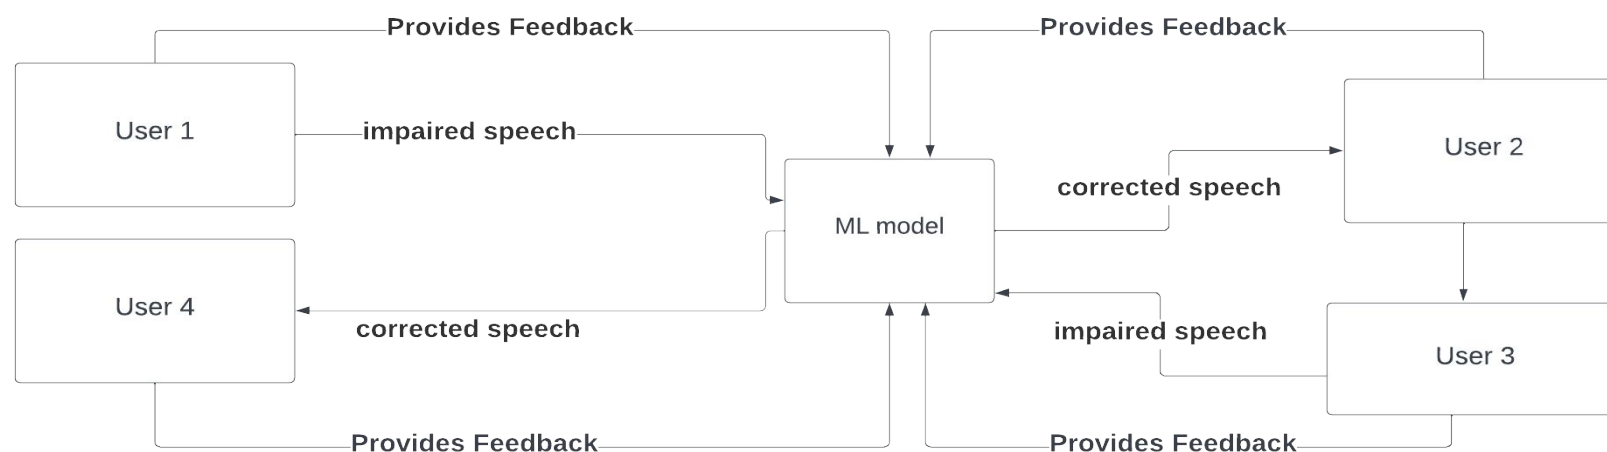 Provides Feedback
Provides Feedback
User 1
impaired speech
User 2
corrected speech
ML model
User 4
corrected speech
impaired speech
User 3
Provides Feedback
Provides Feedback